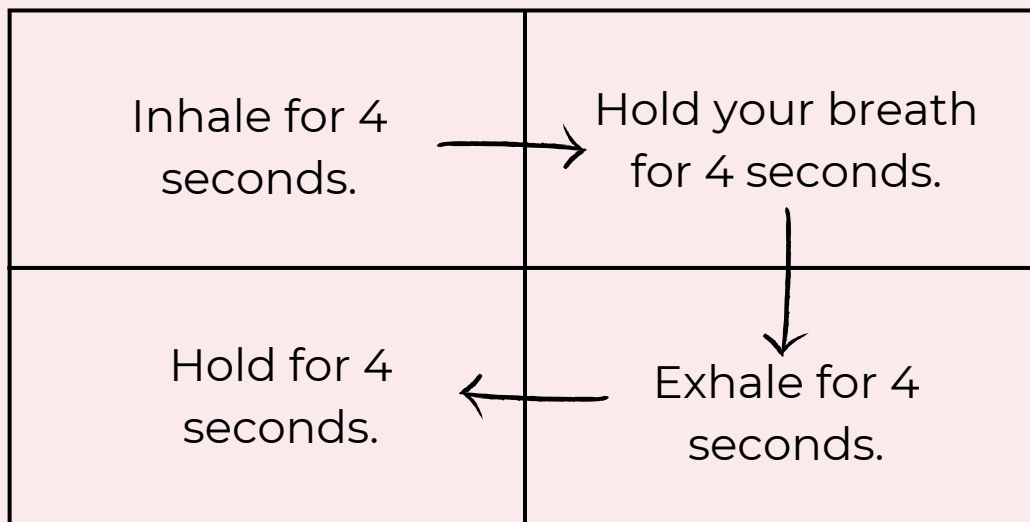 Inhale for 4
seconds.
Hold your breath
for 4 seconds.
Exhale for 4
seconds.
Hold for 4
seconds.